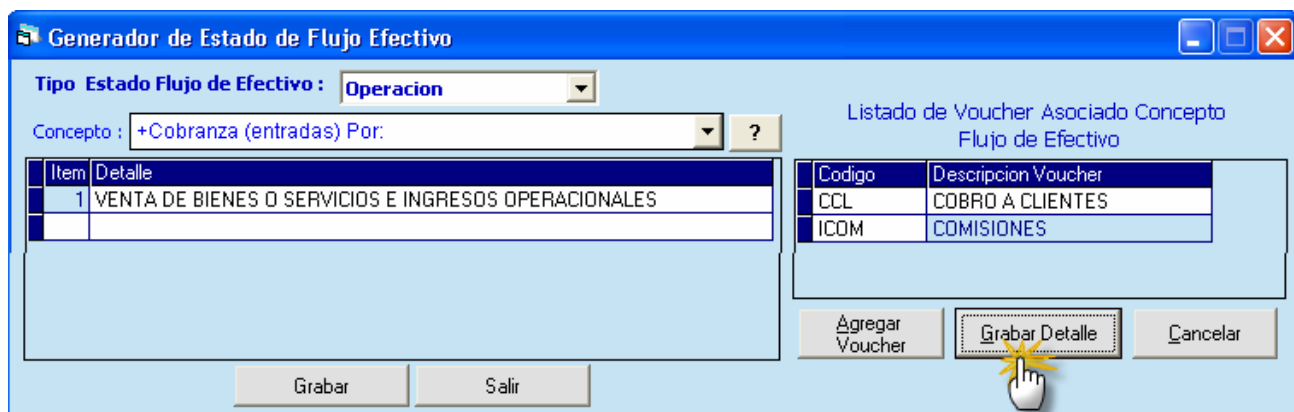 Generador de Estado de Flujo Efectivo
Tipo Estado Flujo de Efectivo : Operacion
Concepto : +Cobranza (entradas) Por: ?
Item Detalle
1 VENTA DE BIENES O SERVICIOS E INGRESOS OPERACIONALES
Grabar Salir
Listado de Voucher Asociado Concepto
Flujo de Efectivo
Codigo Descripcion Voucher
CCL COBRO A CLIENTES
ICOM COMISIONES
Agregar
Voucher
Grabar Detalle
Cancelar